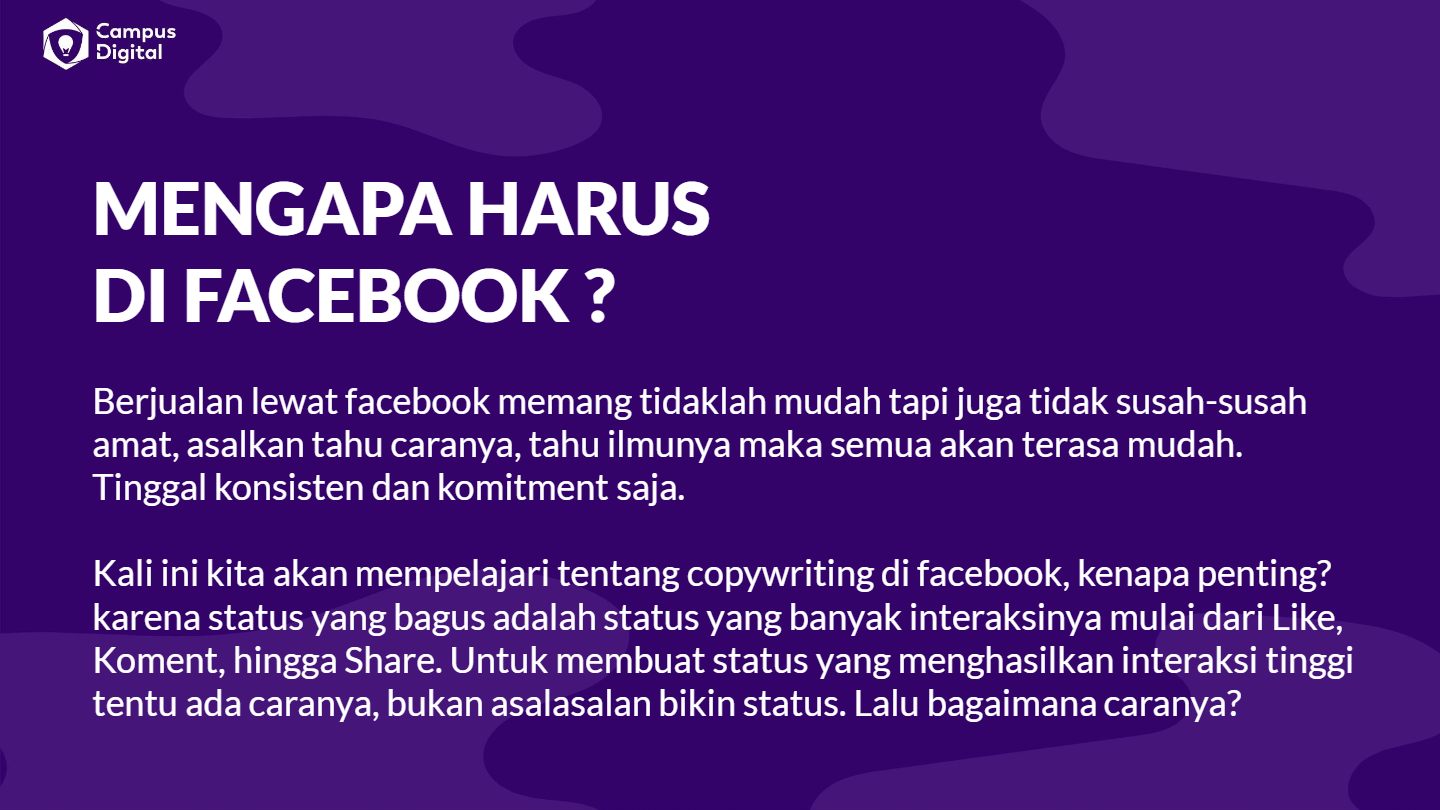 Campus
Digital
MENGAPA HARUS
DI FACEBOOK ?
Berjualan lewat facebook memang tidaklah mudah tapi juga tidak susah-susah
amat, asalkan tahu caranya, tahu ilmunya maka semua akan terasa mudah.
Tinggal konsisten dan komitment saja.
Kali ini kita akan mempelajari tentang copywriting di facebook, kenapa penting?
karena status yang bagus adalah status yang banyak interaksinya mulai dari Like,
Koment, hingga Share. Untuk membuat status yang menghasilkan interaksi tinggi
tentu ada caranya, bukan asalasalan bikin status. Lalu bagaimana caranya?